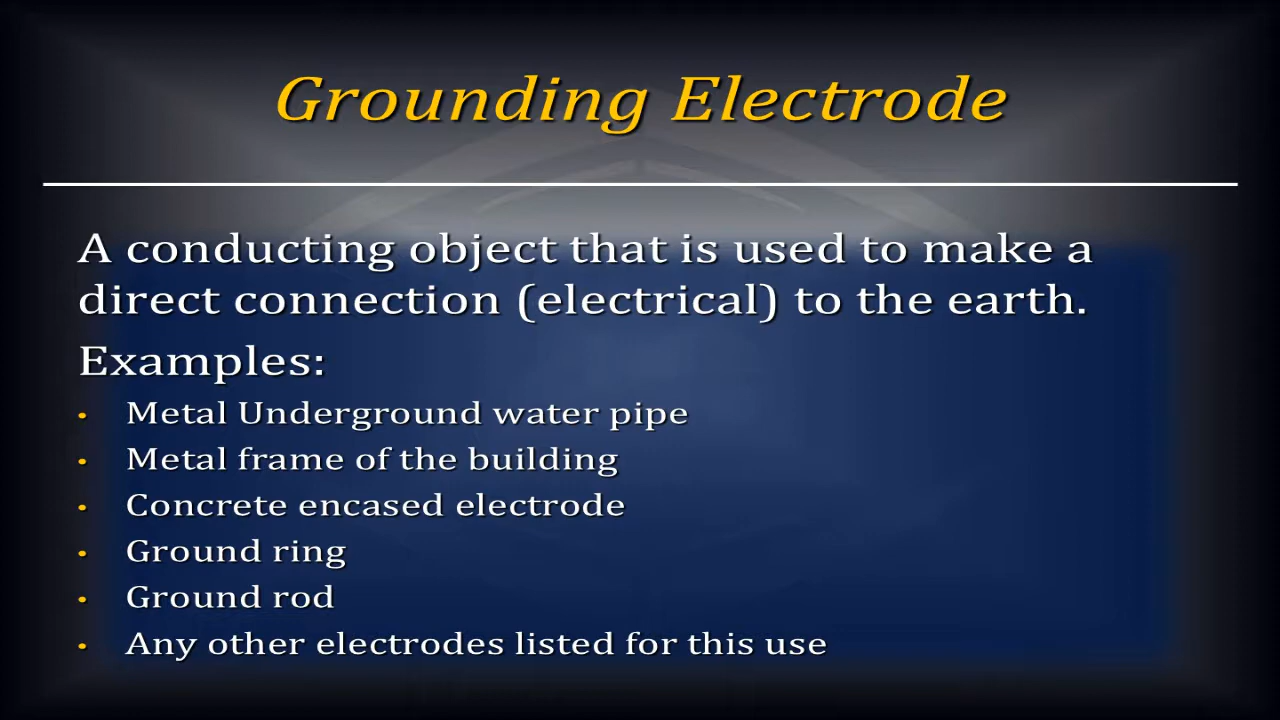 Grounding Electrode
A conducting object that is used to make a
direct connection (electrical) to the earth.
Examples:
• Metal Underground water pipe
• Metal frame of the building
• Concrete encased electrode
• Ground ring
• Ground rod
• Any other electrodes listed for this use